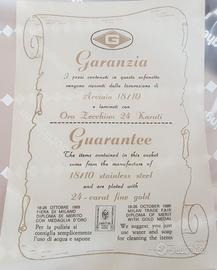 G
Garanzia
I pezzi contenuti in questo cofanetto
vengono ricavati dalla lavorazione di
Acciaio 18/10
e laminati con
Oro Zecchino 24 Karati
Guarantee
The items contained in this casket
come from the manufacture of
18/10 stainless steel
and are plated with
24-carat fine gold
18-26 OTTOBRE 1986
FIERA DI MILANO
DIPLOMA DI MERITO
CON MEDAGLIA D'ORO
18-26 OCTOBER 1986
MILAN TRADE FAIR
DIPLOMA OF MERIT
WITH GOLD MEDAL
Per la pulizia si
consiglia semplicemente
l'uso di acqua e sapone
We suggest you just
use water and soap
for cleaning the items